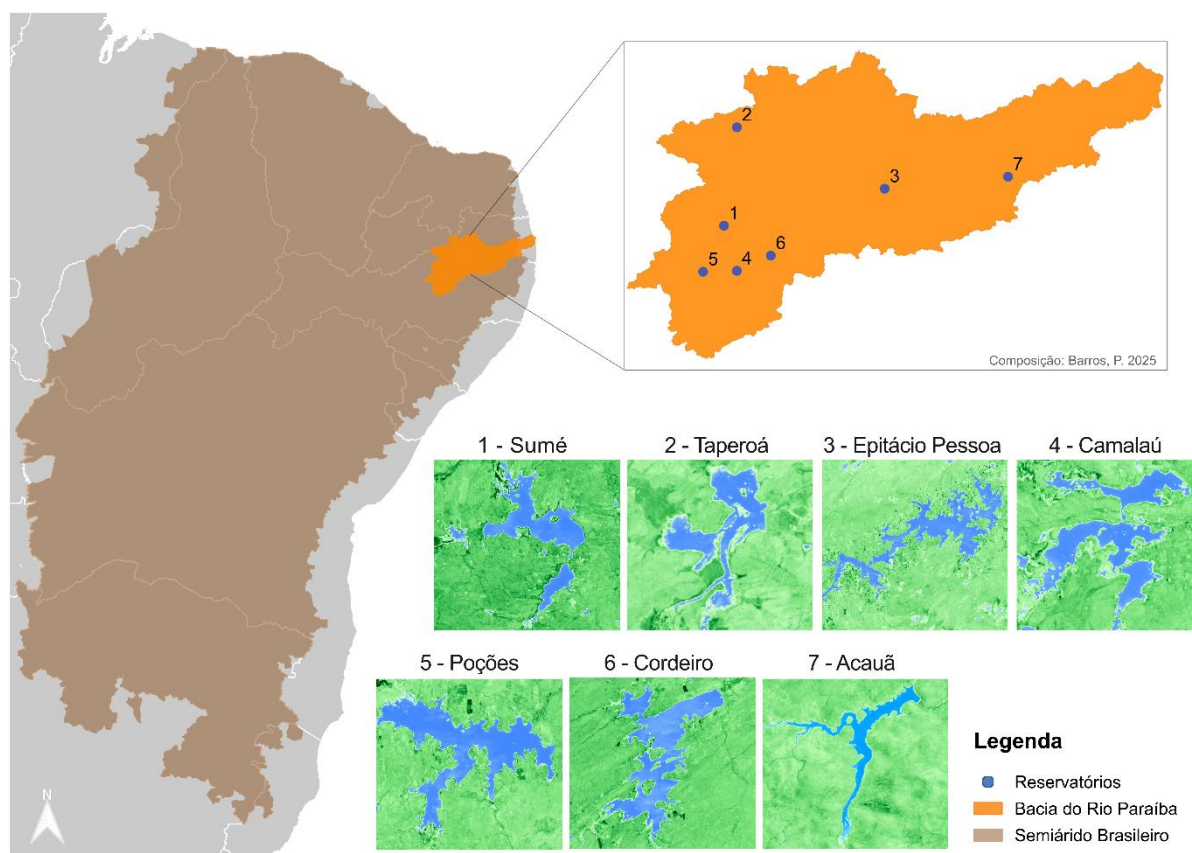 2
3
7
1
6
5
4
Composição: Barros, P. 2025
1 - Sumé
2 - Taperoá
3 - Epitácio Pessoa
4 - Camalaú
5 - Poções
6 - Cordeiro
7 - Acauã
Legenda
Reservatórios
Bacia do Rio Paraíba
Semiárido Brasileiro
N